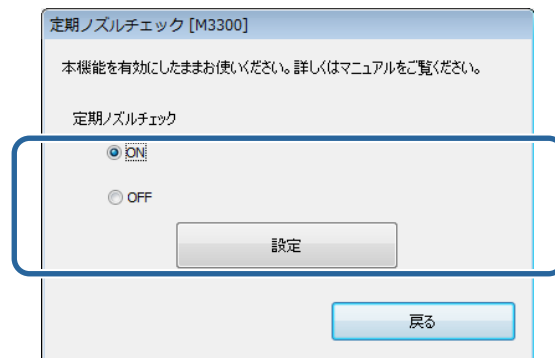 定期ノズルチェック [M3300]
本機能を有効にしたままお使いください。詳しくはマニュアルをご覧ください。
定期ノズルチェック
ON
OFF
設定
戻る